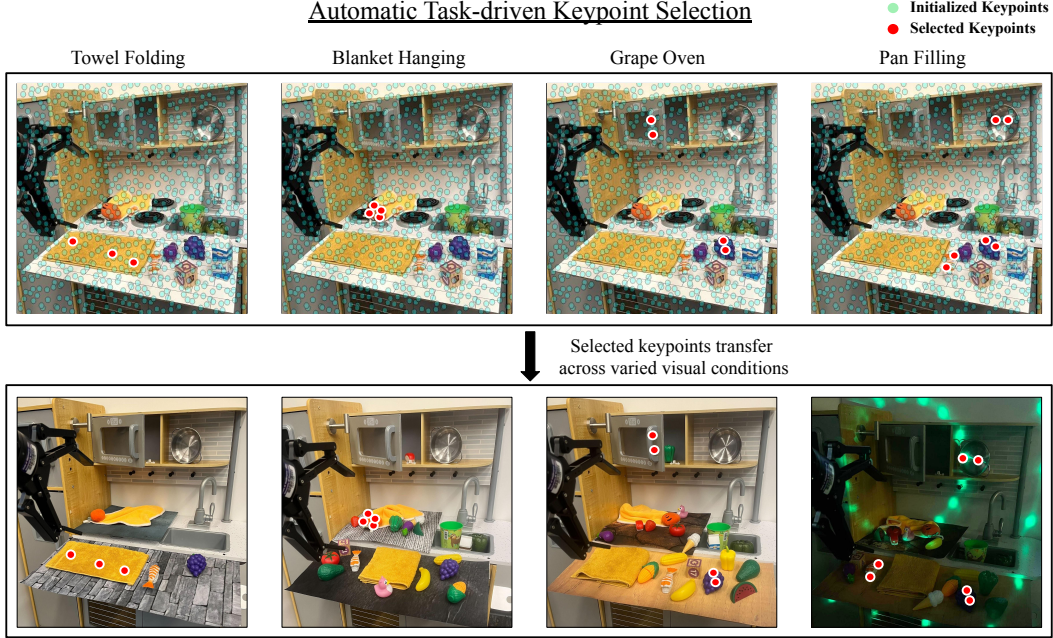 Automatic Task-driven Keypoint Selection
Initialized Keypoints
Selected Keypoints
Towel Folding
Blanket Hanging
Grape Oven
Pan Filling
Selected keypoints transfer
across varied visual conditions